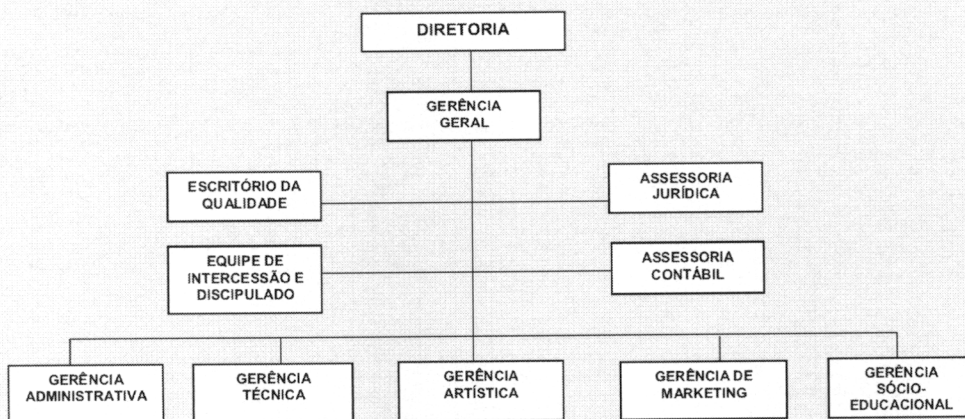 DIRETORIA
GERÊNCIA
GERAL
ESCRITÓRIO DA
QUALIDADE
ASSESSORIA
JURÍDICA
EQUIPE DE
INTERCESSÃO E
DISCIPULADO
ASSESSORIA
CONTÁBIL
GERÊNCIA
ADMINISTRATIVA
GERÊNCIA
TÉCNICA
GERÊNCIA
ARTÍSTICA
GERÊNCIA DE
MARKETING
GERÊNCIA
SÓCIO-
EDUCACIONAL